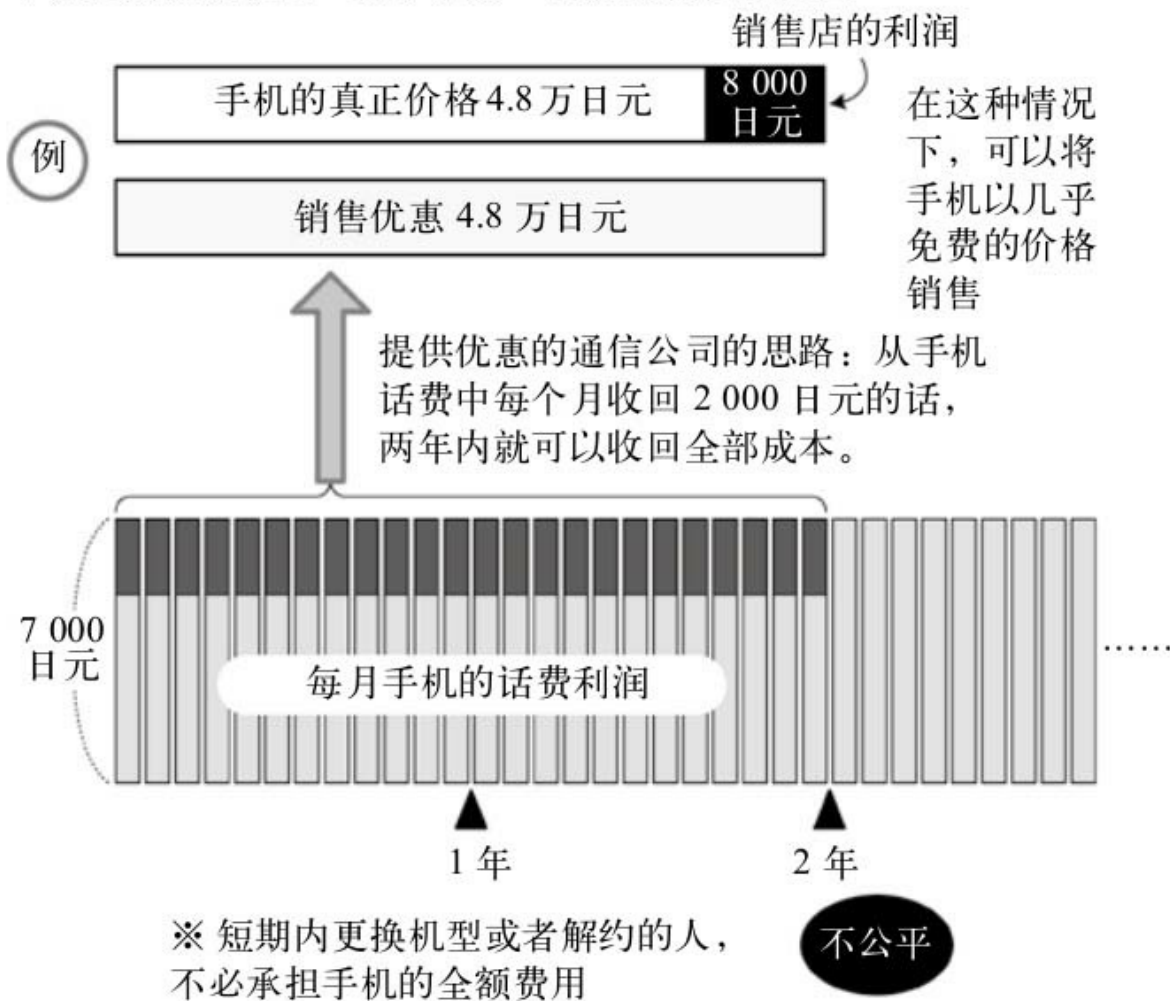 销售店的利润
手机的真正价格 4.8 万日元
8 000
日元
例
销售优惠 4.8 万日元
在这种情况
下，可以将
手机以几乎
免费的价格
销售
提供优惠的通信公司的思路：从手机
话费中每个月收回 2 000 日元的话，
两年内就可以收回全部成本。
7 000
日元
每月手机的话费利润
……
1 年
2 年
※ 短期内更换机型或者解约的人，
不必承担手机的全额费用
不公平